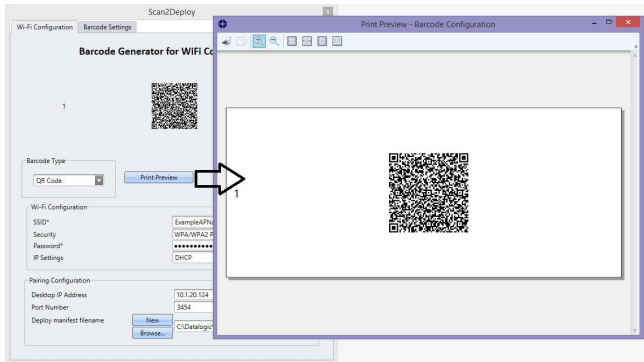 Scan2Deploy
x
Wi-Fi Configuration
Barcode Settings
Barcode Generator for WiFi Co
1
Barcode Type
QR Code
Print Preview
Wi-Fi Configuration
SSID*
ExampleAPNa
Security
WPA/WPA2 P
Password*
IP Settings
DHCP
Pairing Configuration
Desktop IP Address
10.1.20.124
Port Number
3454
Deploy manifest filename
New
Browse...
C:\Datalogic\
Print Preview - Barcode Configuration
1